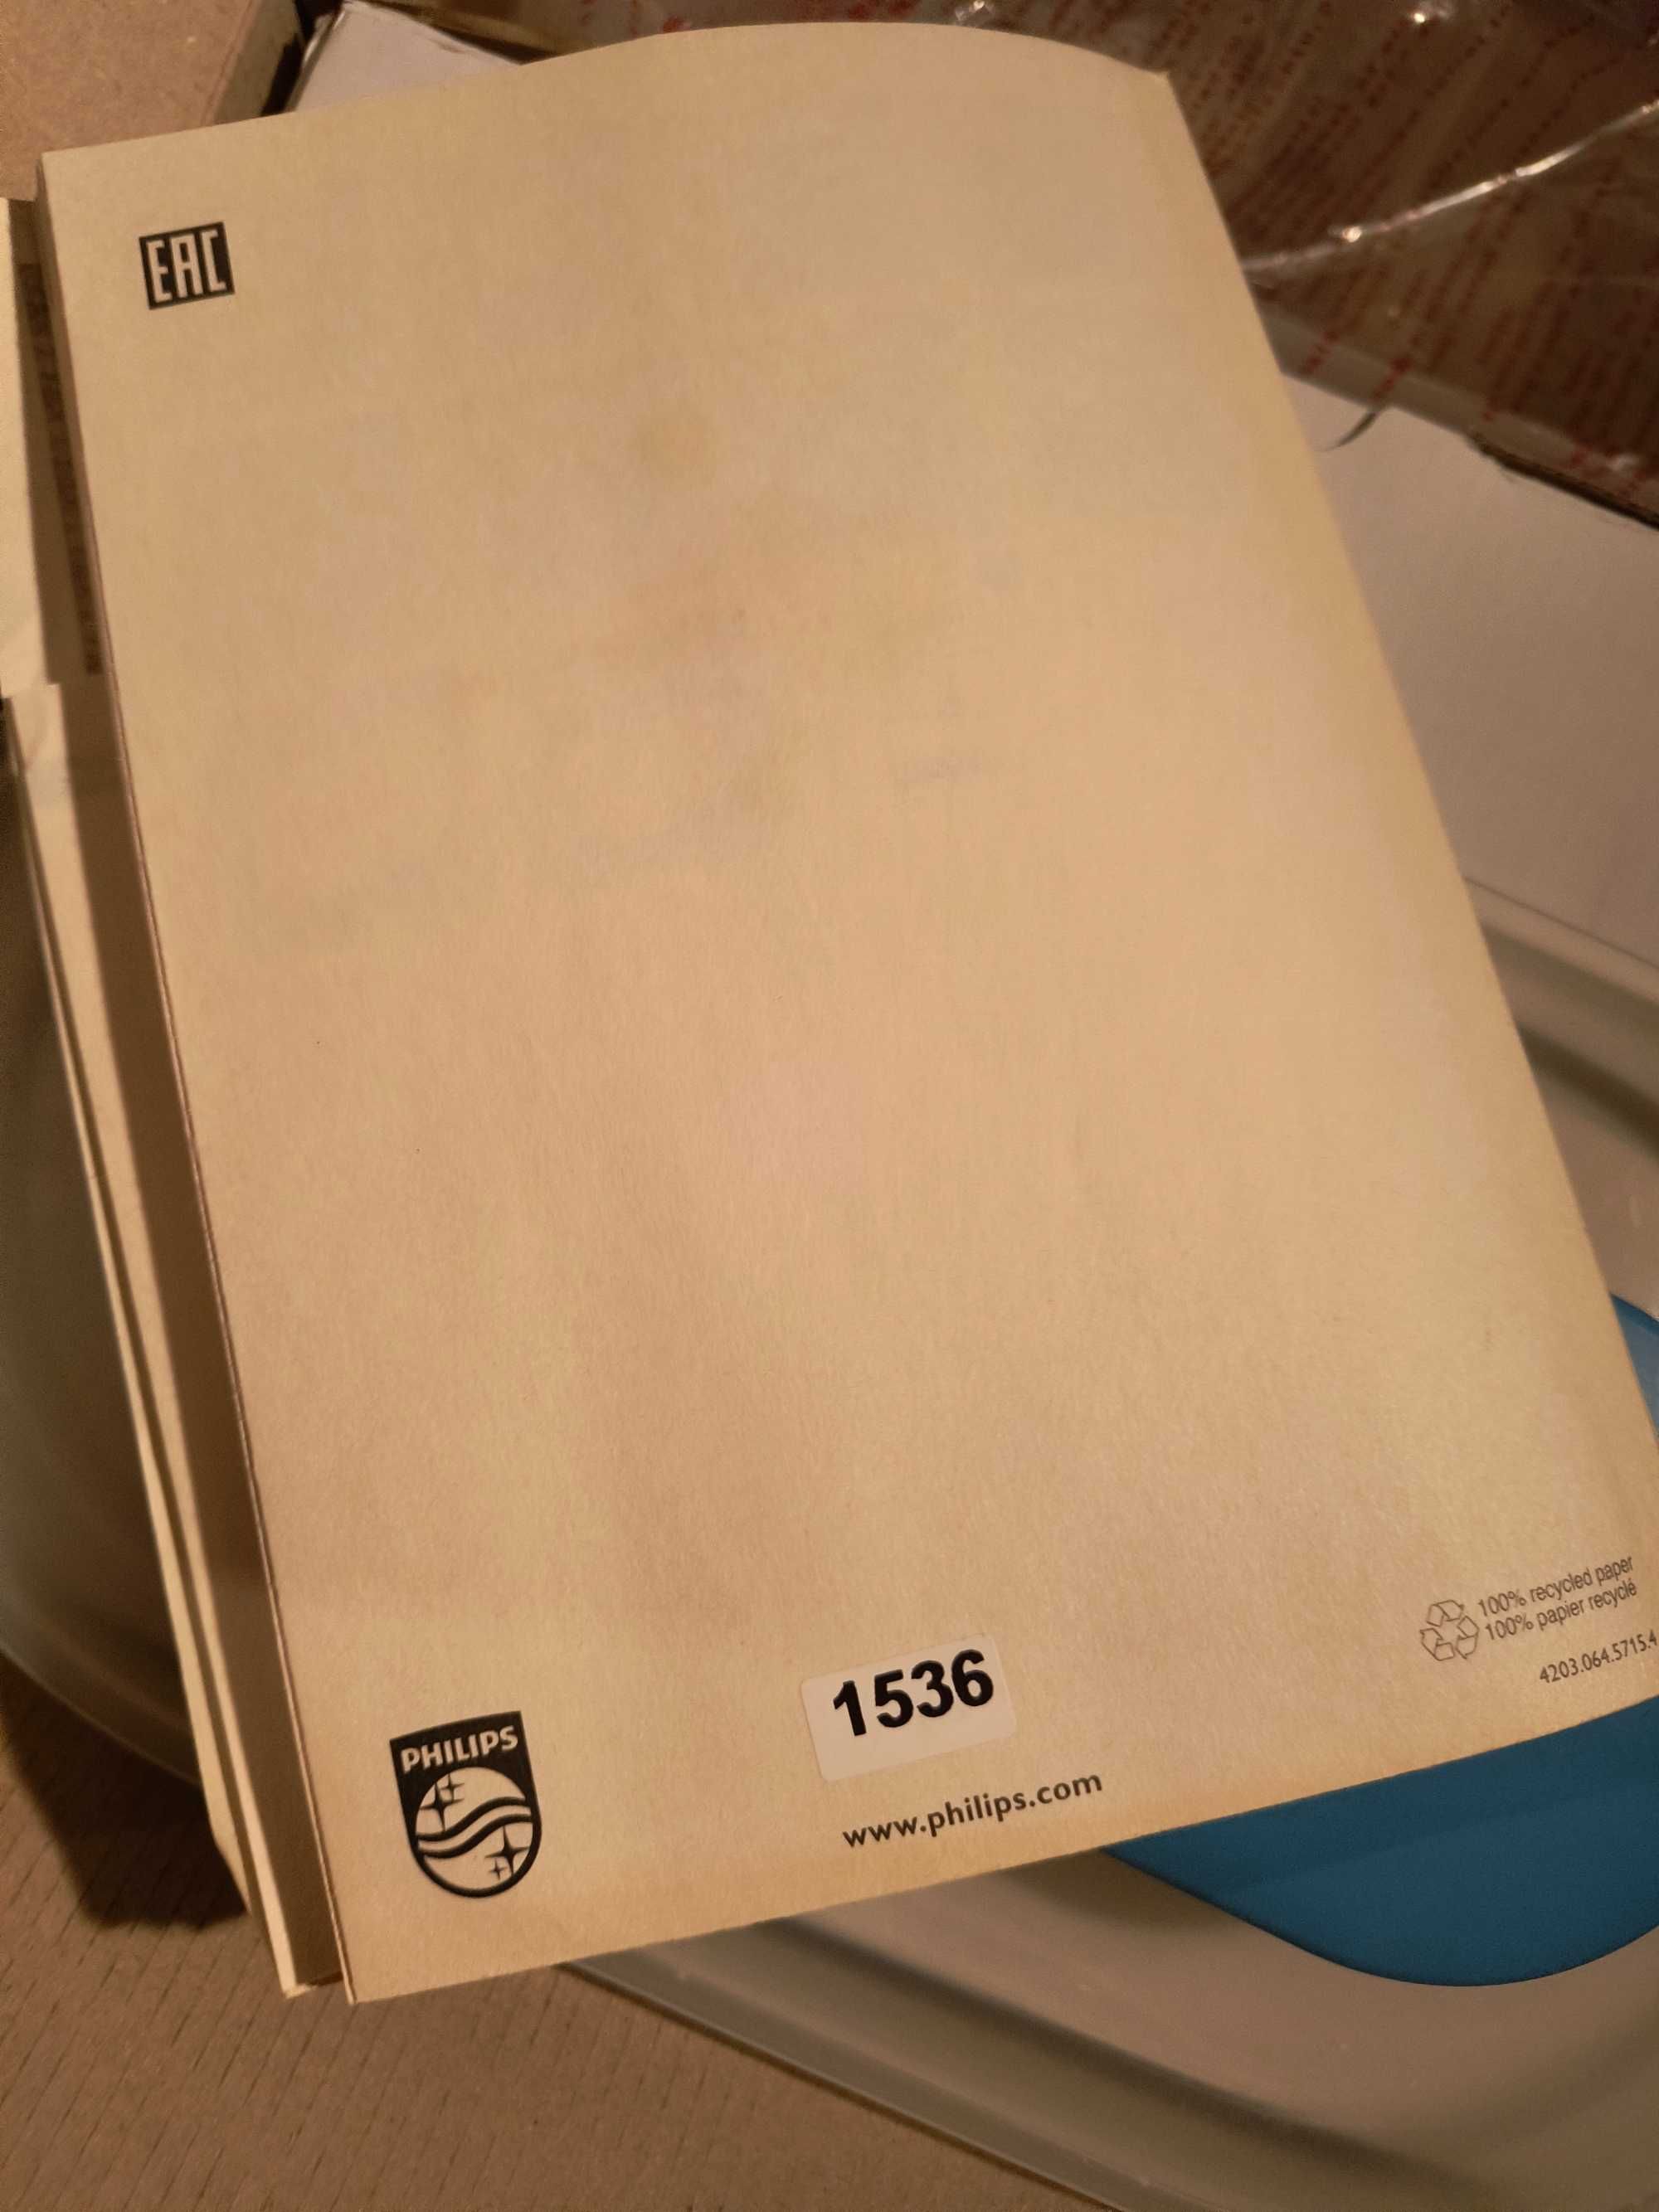 EAC
100% recycled paper
100% papier recyclé
4203.064.5715.4
1536
PHILIPS
www.philips.com